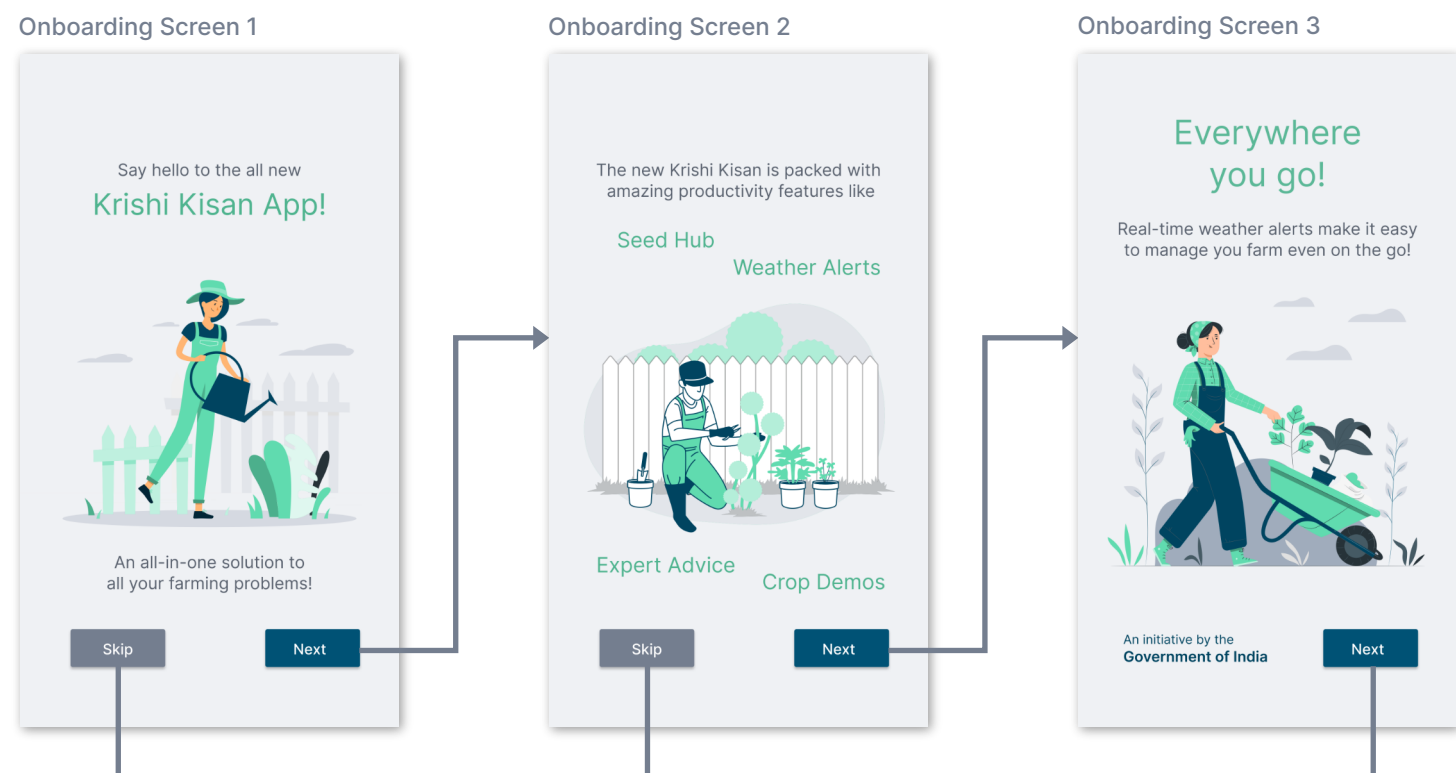 Onboarding Screen 1
Say hello to the all new
Krishi Kisan App!
An all-in-one solution to
all your farming problems!
Skip
Next
Onboarding Screen 2
The new Krishi Kisan is packed with
amazing productivity features like
Seed Hub
Weather Alerts
Expert Advice
Crop Demos
Skip
Next
Onboarding Screen 3
Everywhere
you go!
Real-time weather alerts make it easy
to manage you farm even on the go!
An initiative by the
Government of India
Next